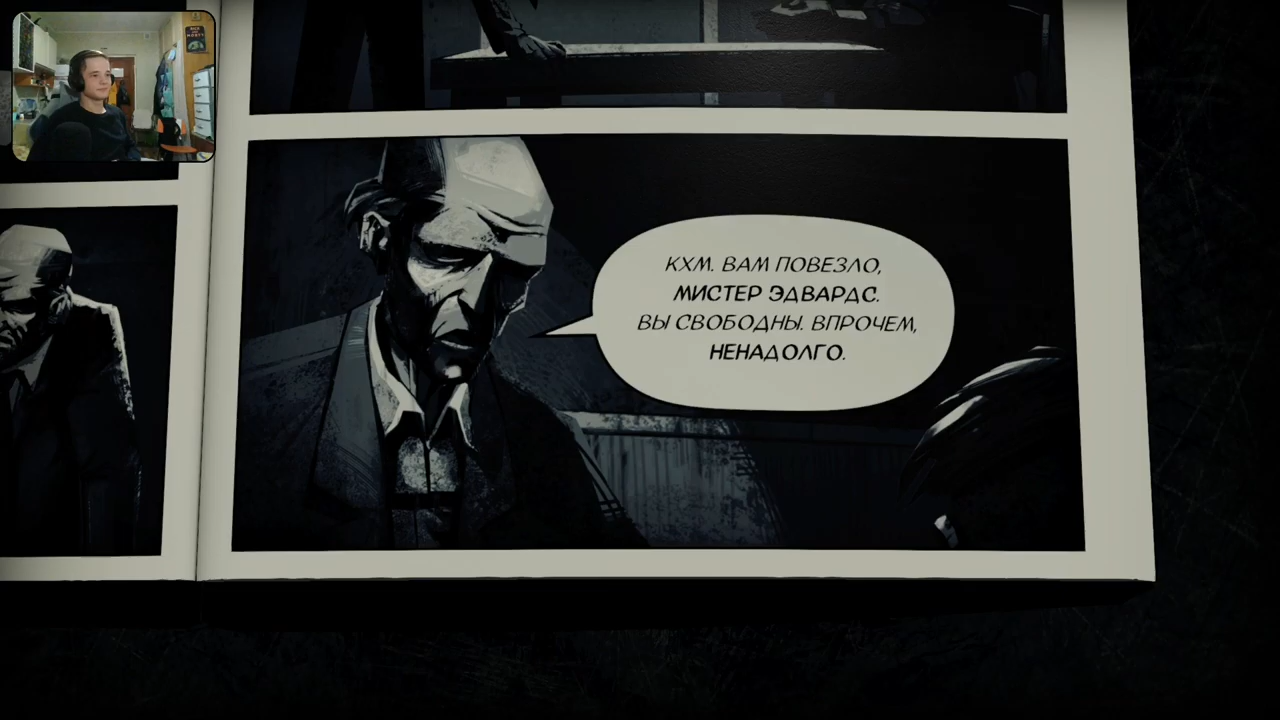 КХМ. ВАМ ПОВЕЗЛО,
МИСТЕР ЭДВАРДС.
ВЫ СВОБОДНЫ. ВПРОЧЕМ,
НЕНАДОЛГО.